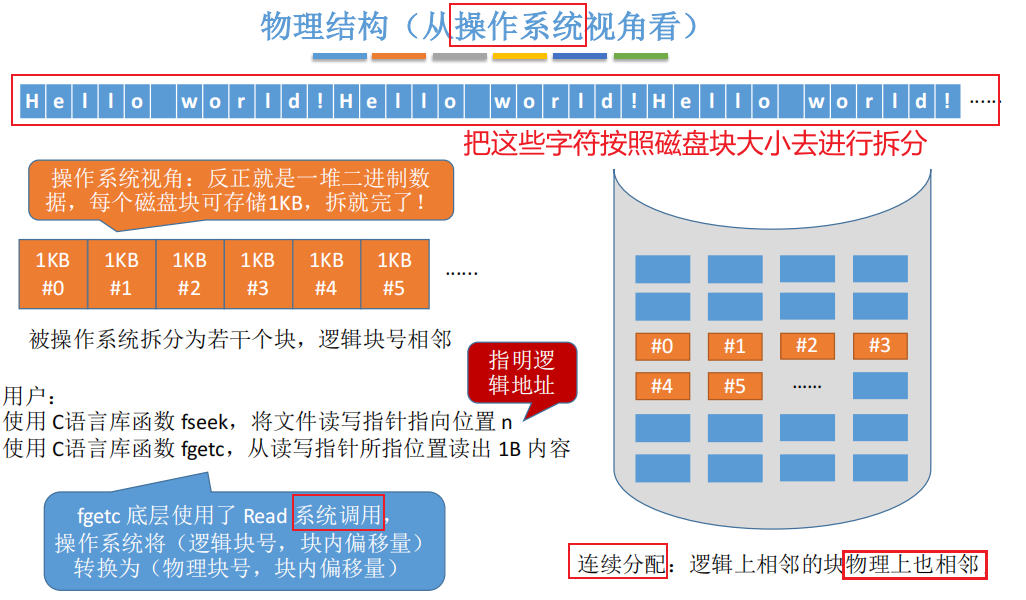 物理结构（从操作系统视角看）
Hello world!Hello world!Hello world! ……
把这些字符按照磁盘块大小去进行拆分
操作系统视角：反正就是一堆二进制数
据，每个磁盘块可存储1KB，拆就完了！
1KB 1KB 1KB 1KB 1KB 1KB
#0 #1 #2 #3 #4 #5 ……
被操作系统拆分为若干个块，逻辑块号相邻
指明逻
辑地址
用户：
使用 C语言库函数 fseek，将文件读写指针指向位置 n
使用 C语言库函数 fgetc，从读写指针所指位置读出 1B 内容
fgetc 底层使用了 Read 系统调用，
操作系统将（逻辑块号，块内偏移量）
转换为（物理块号，块内偏移量）
#0 #1 #2 #3
#4 #5 ……
连续分配：逻辑上相邻的块物理上也相邻